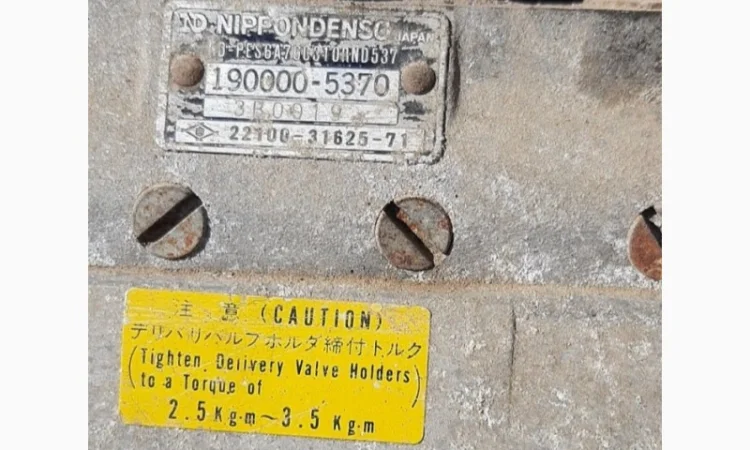 ND NIPPONDENSO JAPAN
190000-5370
3B0019
22100-31625-71
注意 (CAUTION)
デリバリバルブホルダ締付トルク
(Tighten Delivery Valve Holders
to a Torque of)
2.5 Kg·m ~ 3.5 Kg·m